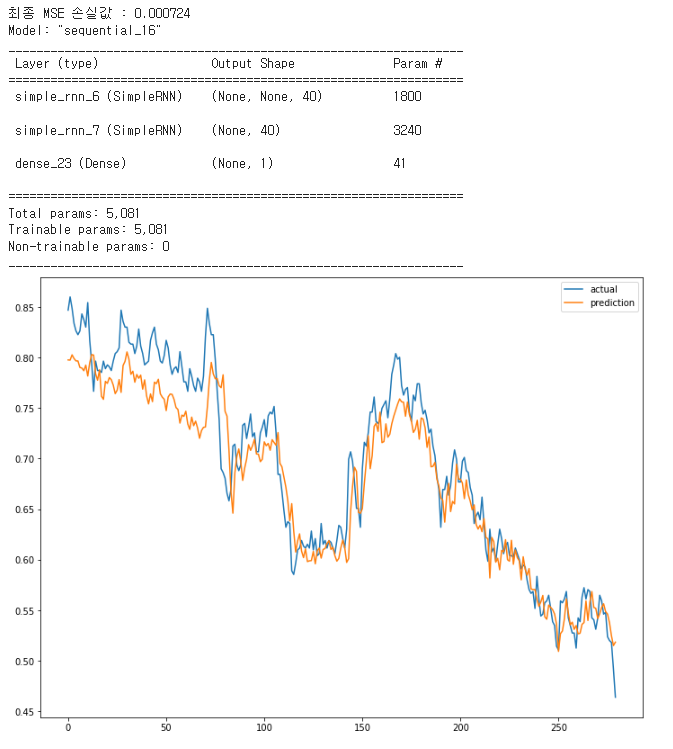 최종 MSE 손실값 : 0.000724
Model: "sequential_16"
_________________________________________________________________
Layer (type) Output Shape Param #
=================================================================
simple_rnn_6 (SimpleRNN) (None, None, 40) 1800
simple_rnn_7 (SimpleRNN) (None, 40) 3240
dense_23 (Dense) (None, 1) 41
=================================================================
Total params: 5,081
Trainable params: 5,081
Non-trainable params: 0
_________________________________________________________________
actual
prediction
0.85
0.80
0.75
0.70
0.65
0.60
0.55
0.50
0.45
0 50 100 150 200 250